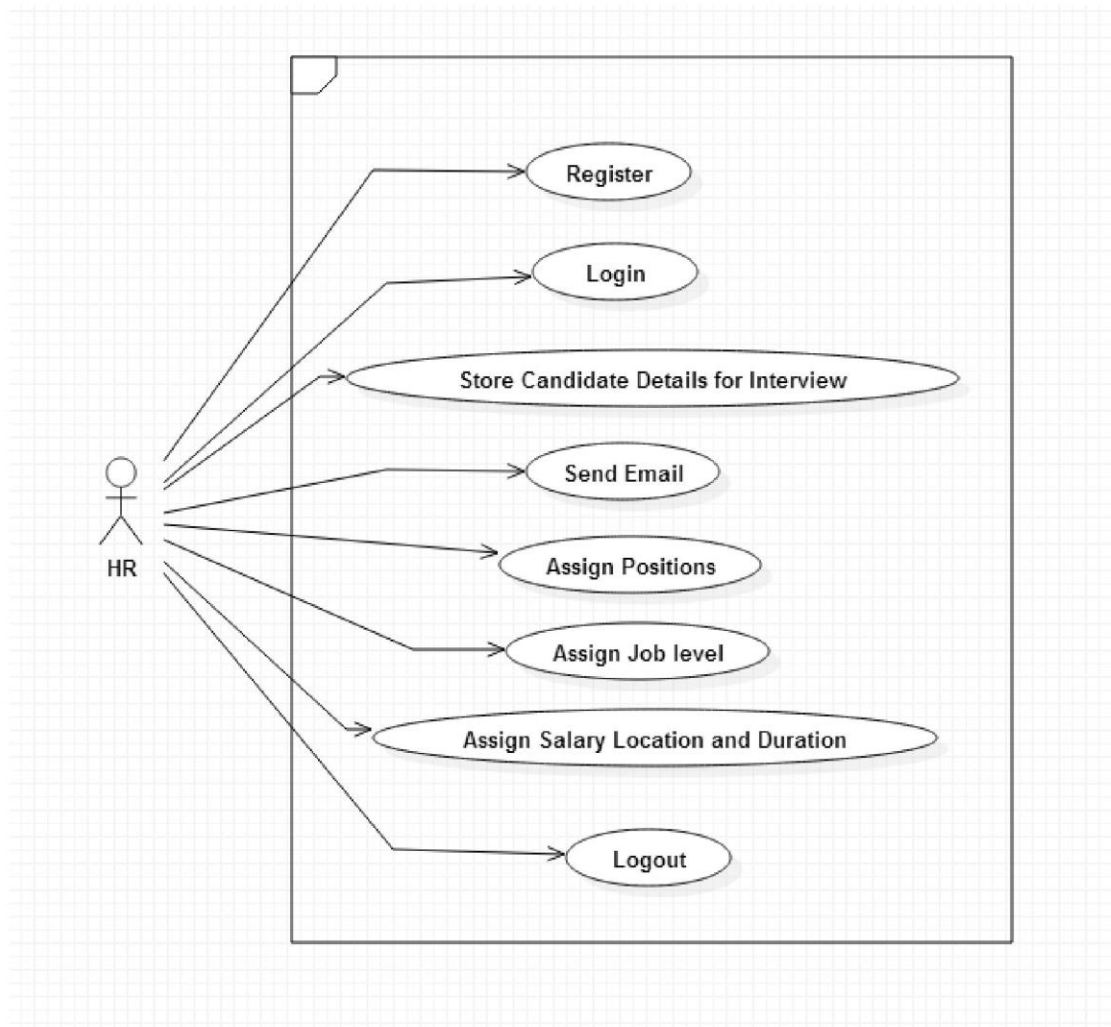 Register
Login
Store Candidate Details for Interview
Send Email
Assign Positions
HR
Assign Job level
Assign Salary Location and Duration
Logout